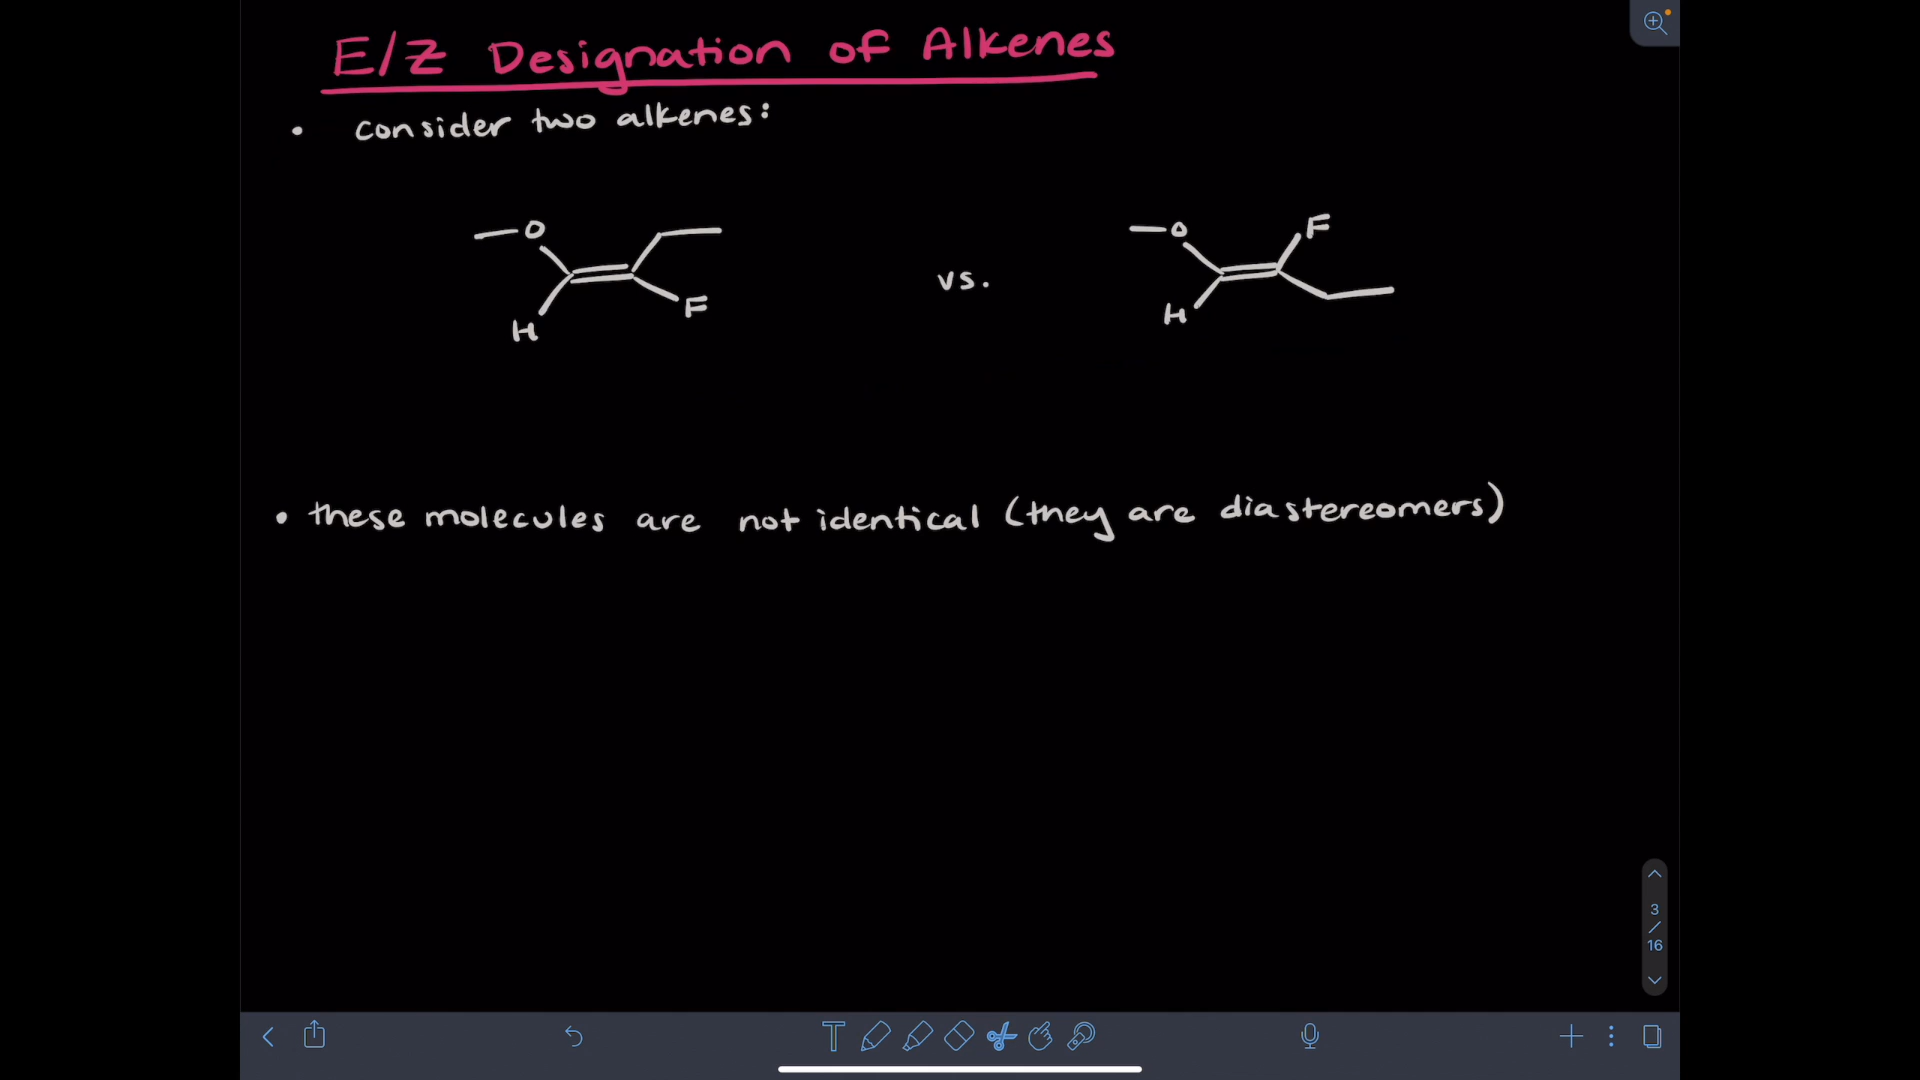 E/Z Designation of Alkenes
• consider two alkenes:
O
H
F
vs.
O
F
H
• these molecules are not identical (they are diastereomers)
3
/
16
T